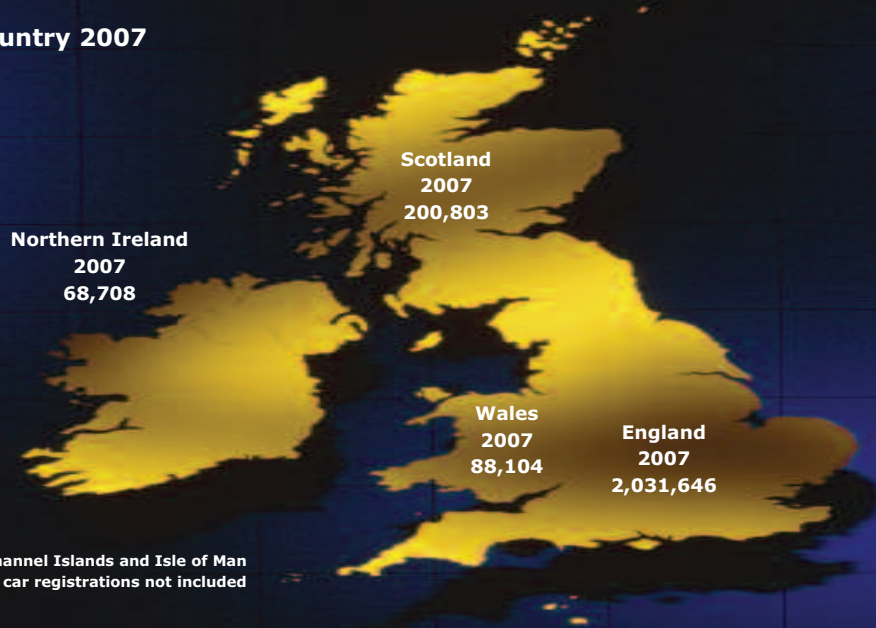 untry 2007
Scotland
2007
200,803
Northern Ireland
2007
68,708
Wales
2007
88,104
England
2007
2,031,646
hannel Islands and Isle of Man
car registrations not included